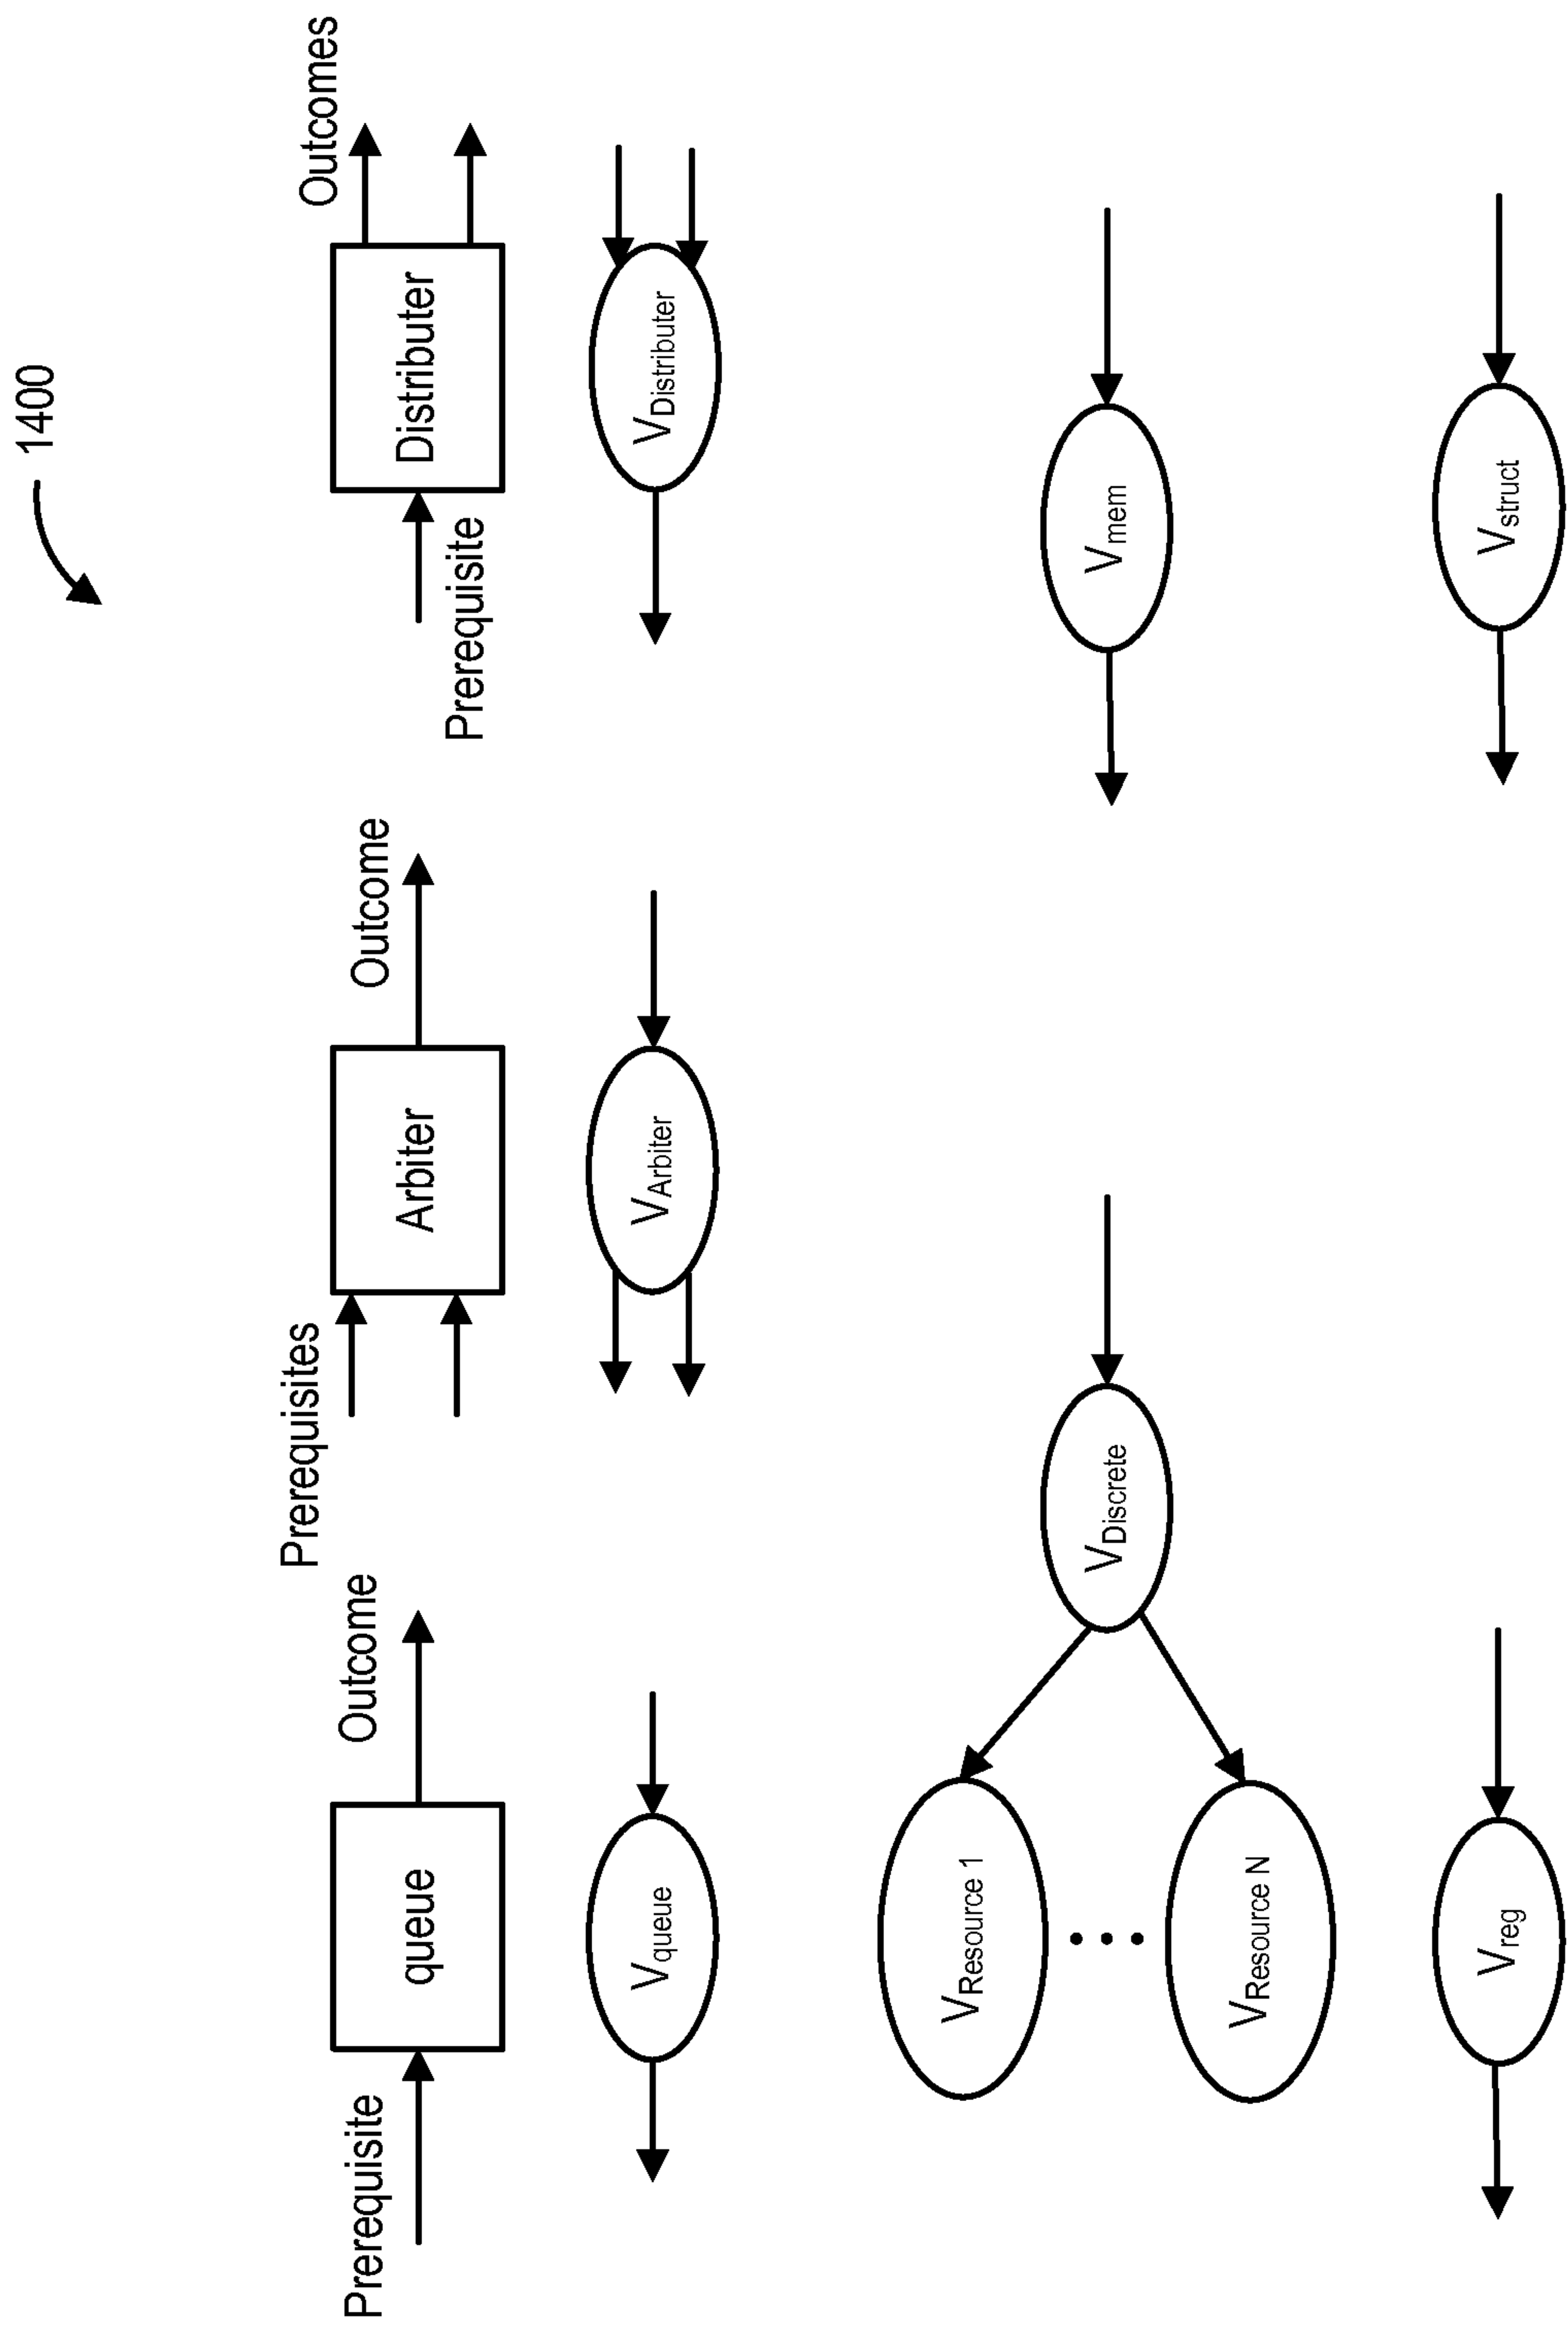 1400
Prerequisite
queue
Outcome
Prerequisites
Arbiter
Outcome
Prerequisite
Distributer
Outcomes
Vqueue
VArbiter
VDistributer
VResource 1
VResource N
VDiscrete
Vmem
Vreg
Vstruct